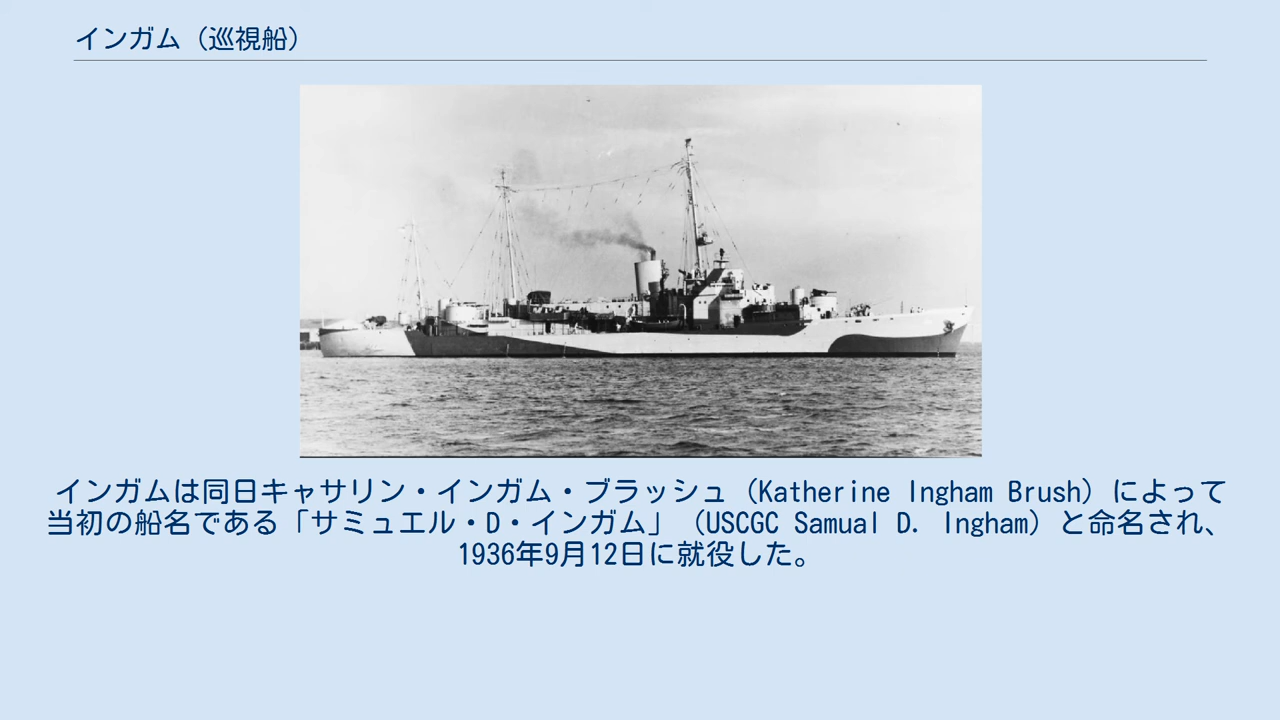 インガム（巡視船）
インガムは同日キャサリン・インガム・ブラッシュ（Katherine Ingham Brush）によって
当初の船名である「サミュエル・D・インガム」（USCGC Samual D. Ingham）と命名され、
1936年9月12日に就役した。